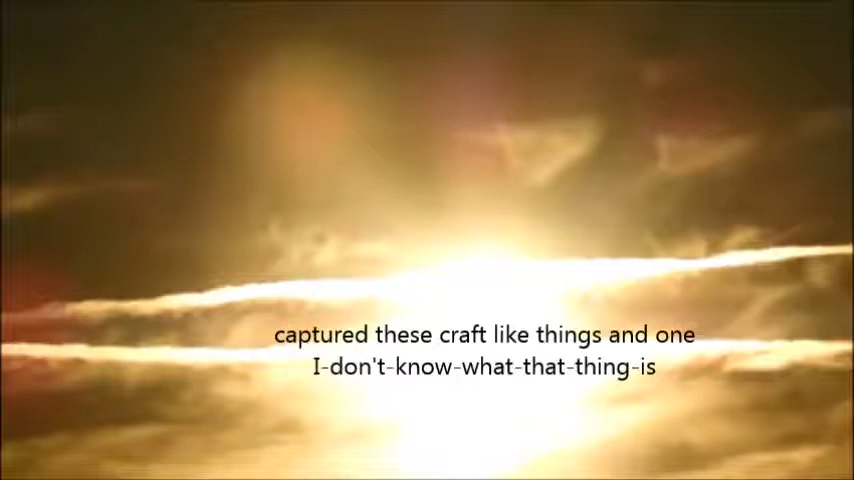 captured these craft like things and one
I-don't-know-what-that-thing-is